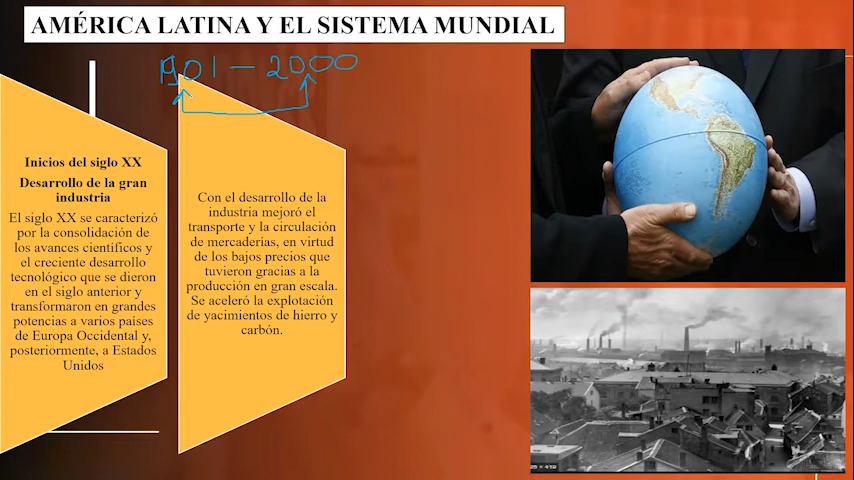 AMÉRICA LATINA Y EL SISTEMA MUNDIAL
1901 — 2000
Inicios del siglo XX
Desarrollo de la gran
industria
El siglo XX se caracterizó
por la consolidación de
los avances científicos y
el creciente desarrollo
tecnológico que se dieron
en el siglo anterior y
transformaron en grandes
potencias a varios países
de Europa Occidental y,
posteriormente, a Estados
Unidos
Con el desarrollo de la
industria mejoró el
transporte y la circulación
de mercaderías, en virtud
de los bajos precios que
tuvieron gracias a la
producción en gran escala.
Se aceleró la explotación
de yacimientos de hierro y
carbón.